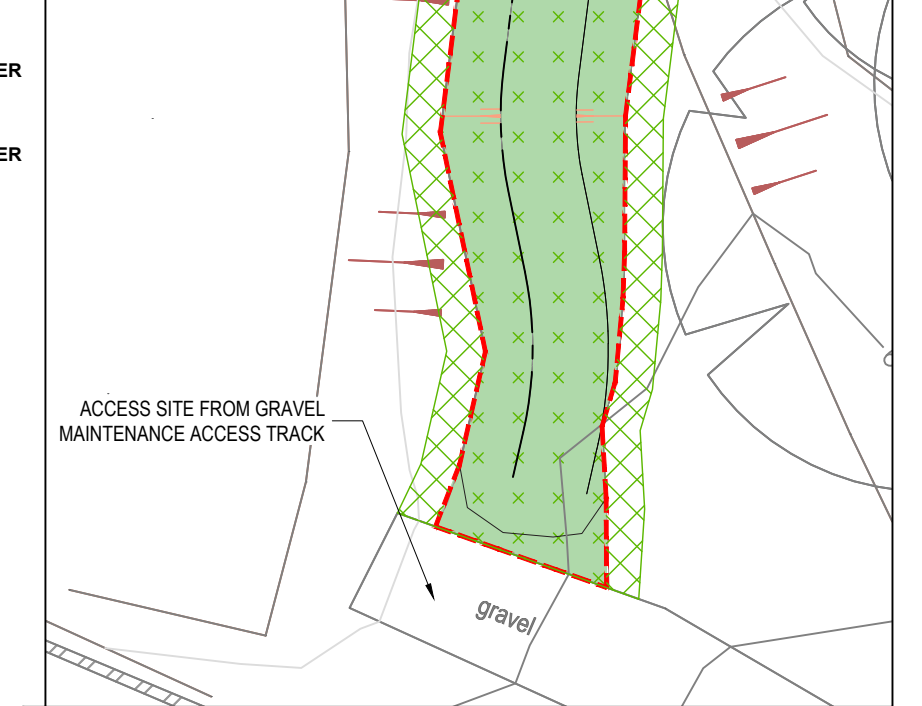 ER
ER
ACCESS SITE FROM GRAVEL
MAINTENANCE ACCESS TRACK
gravel